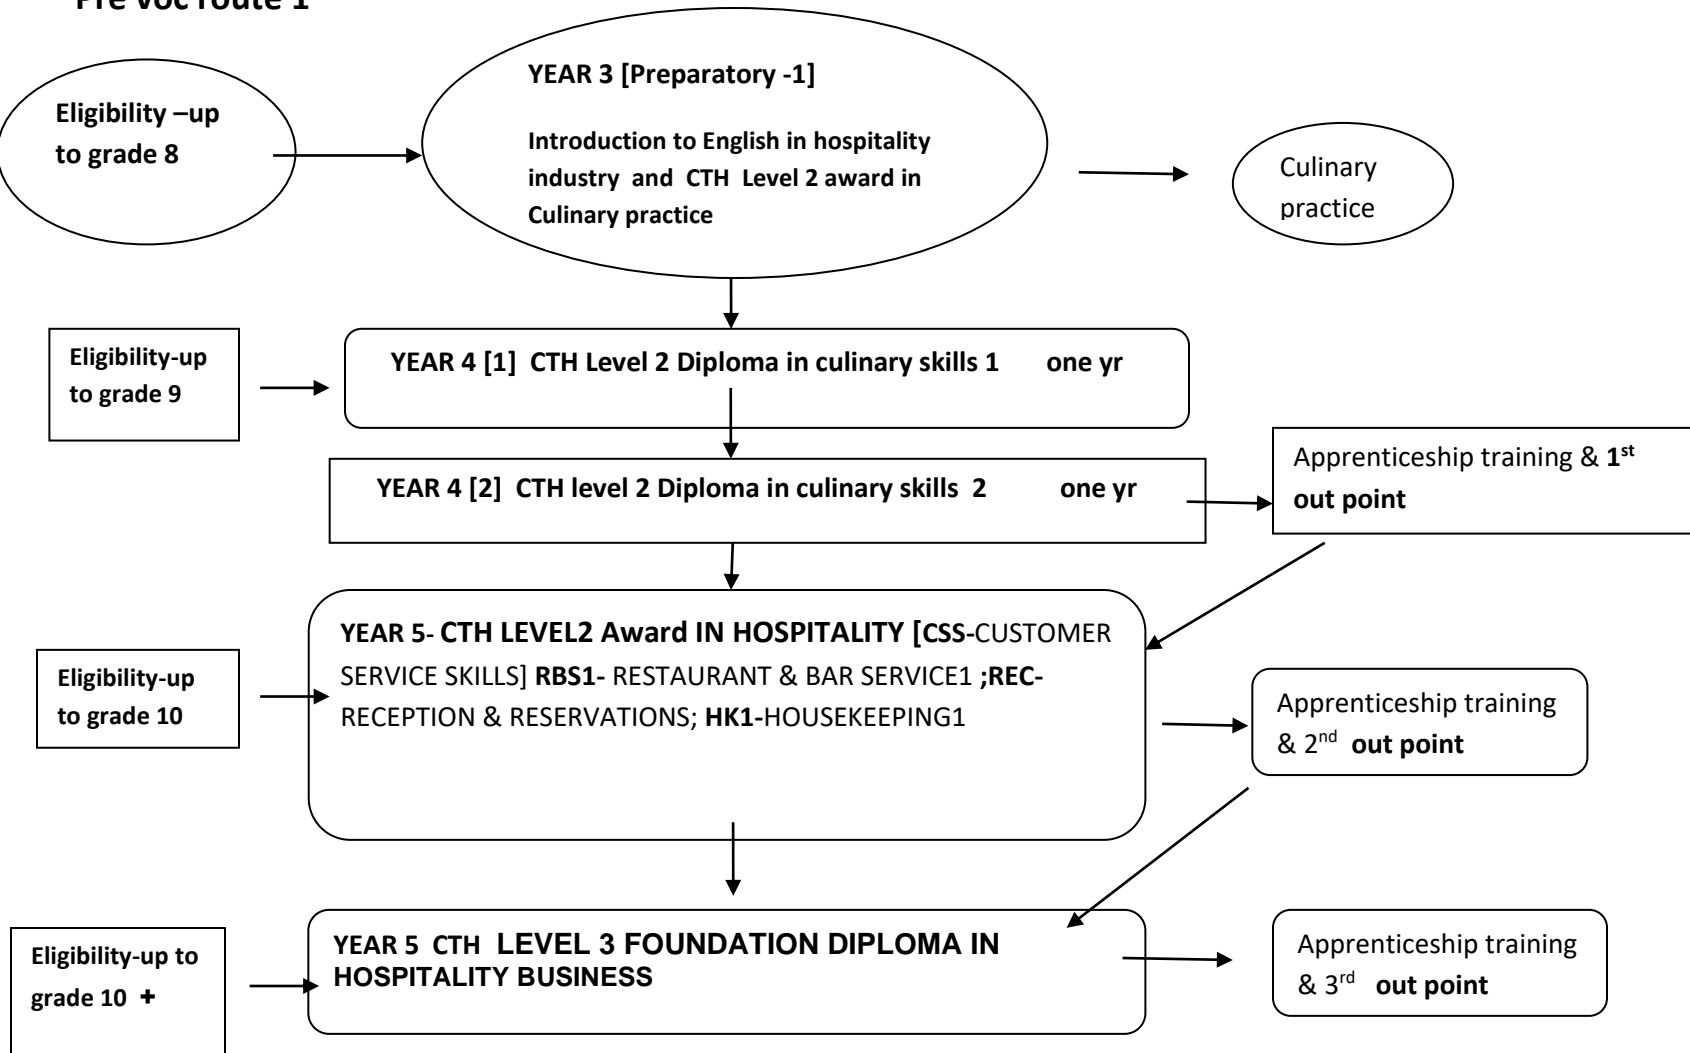 Pre voc route 1
YEAR 3 [Preparatory -1]
Eligibility –up
to grade 8
Introduction to English in hospitality
industry and CTH Level 2 award in
Culinary practice
Culinary
practice
Eligibility-up
to grade 9
YEAR 4 [1] CTH Level 2 Diploma in culinary skills 1 one yr
YEAR 4 [2] CTH level 2 Diploma in culinary skills 2 one yr
Apprenticeship training & 1st
out point
YEAR 5- CTH LEVEL2 Award IN HOSPITALITY [CSS-CUSTOMER
SERVICE SKILLS] RBS1- RESTAURANT & BAR SERVICE1 ;REC-
RECEPTION & RESERVATIONS; HK1-HOUSEKEEPING1
Eligibility-up
to grade 10
Apprenticeship training
& 2nd out point
YEAR 5 CTH LEVEL 3 FOUNDATION DIPLOMA IN
HOSPITALITY BUSINESS
Eligibility-up to
grade 10 +
Apprenticeship training
& 3rd out point